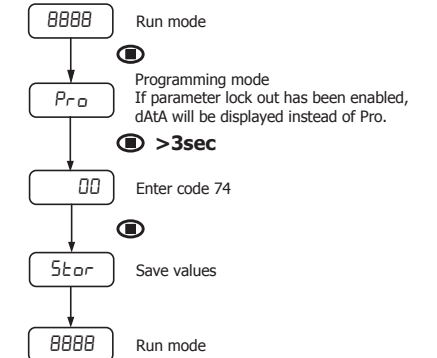 8888 Run mode
Pro Programming mode
If parameter lock out has been enabled,
dAtA will be displayed instead of Pro.
>3sec
00 Enter code 74
Stor Save values
8888 Run mode